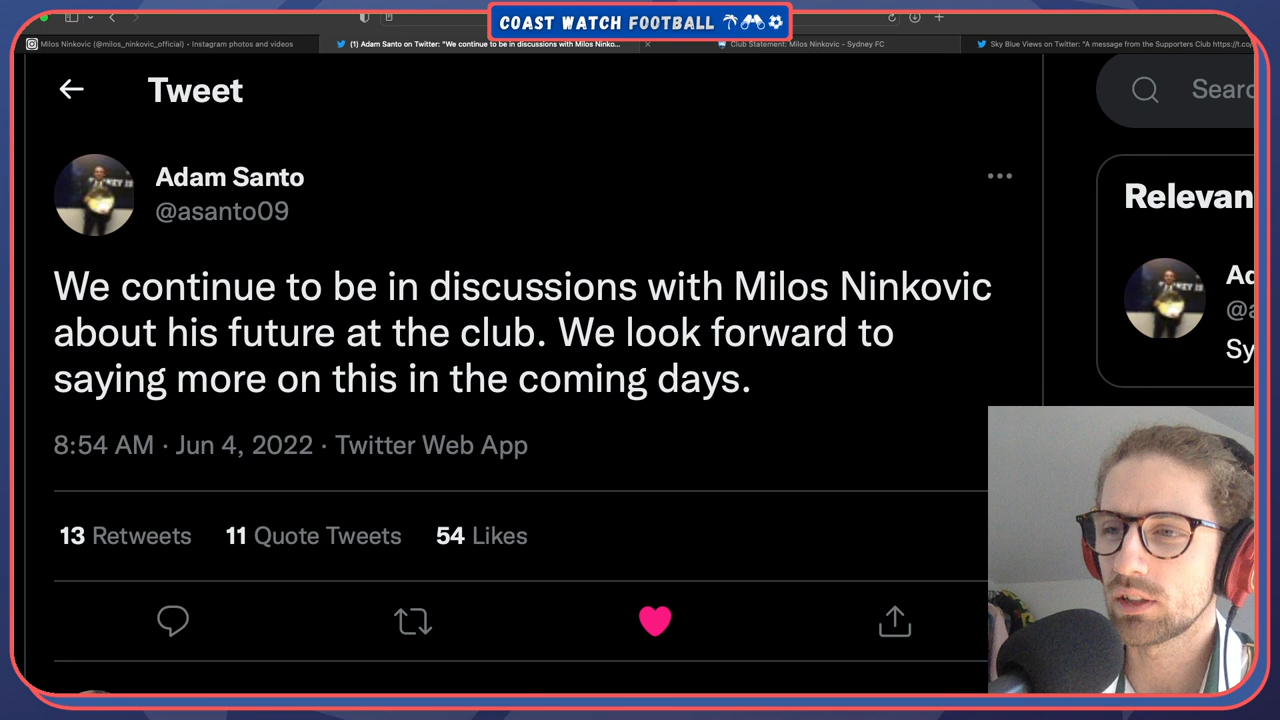 COAST WATCH FOOTBALL
Milos Ninkovic (@milos_ninkovic_official) • Instagram photos and videos
(1) Adam Santo on Twitter: "We continue to be in discussions with Milos Ninko...
Club Statement: Milos Ninkovic - Sydney FC
Sky Blue Views on Twitter: "A message from the Supporters Club https://t.co/
Tweet
Searc
Adam Santo
@asanto09
Relevan
We continue to be in discussions with Milos Ninkovic
about his future at the club. We look forward to
saying more on this in the coming days.
Ad
@a
Sy
8:54 AM · Jun 4, 2022 · Twitter Web App
13 Retweets 11 Quote Tweets 54 Likes